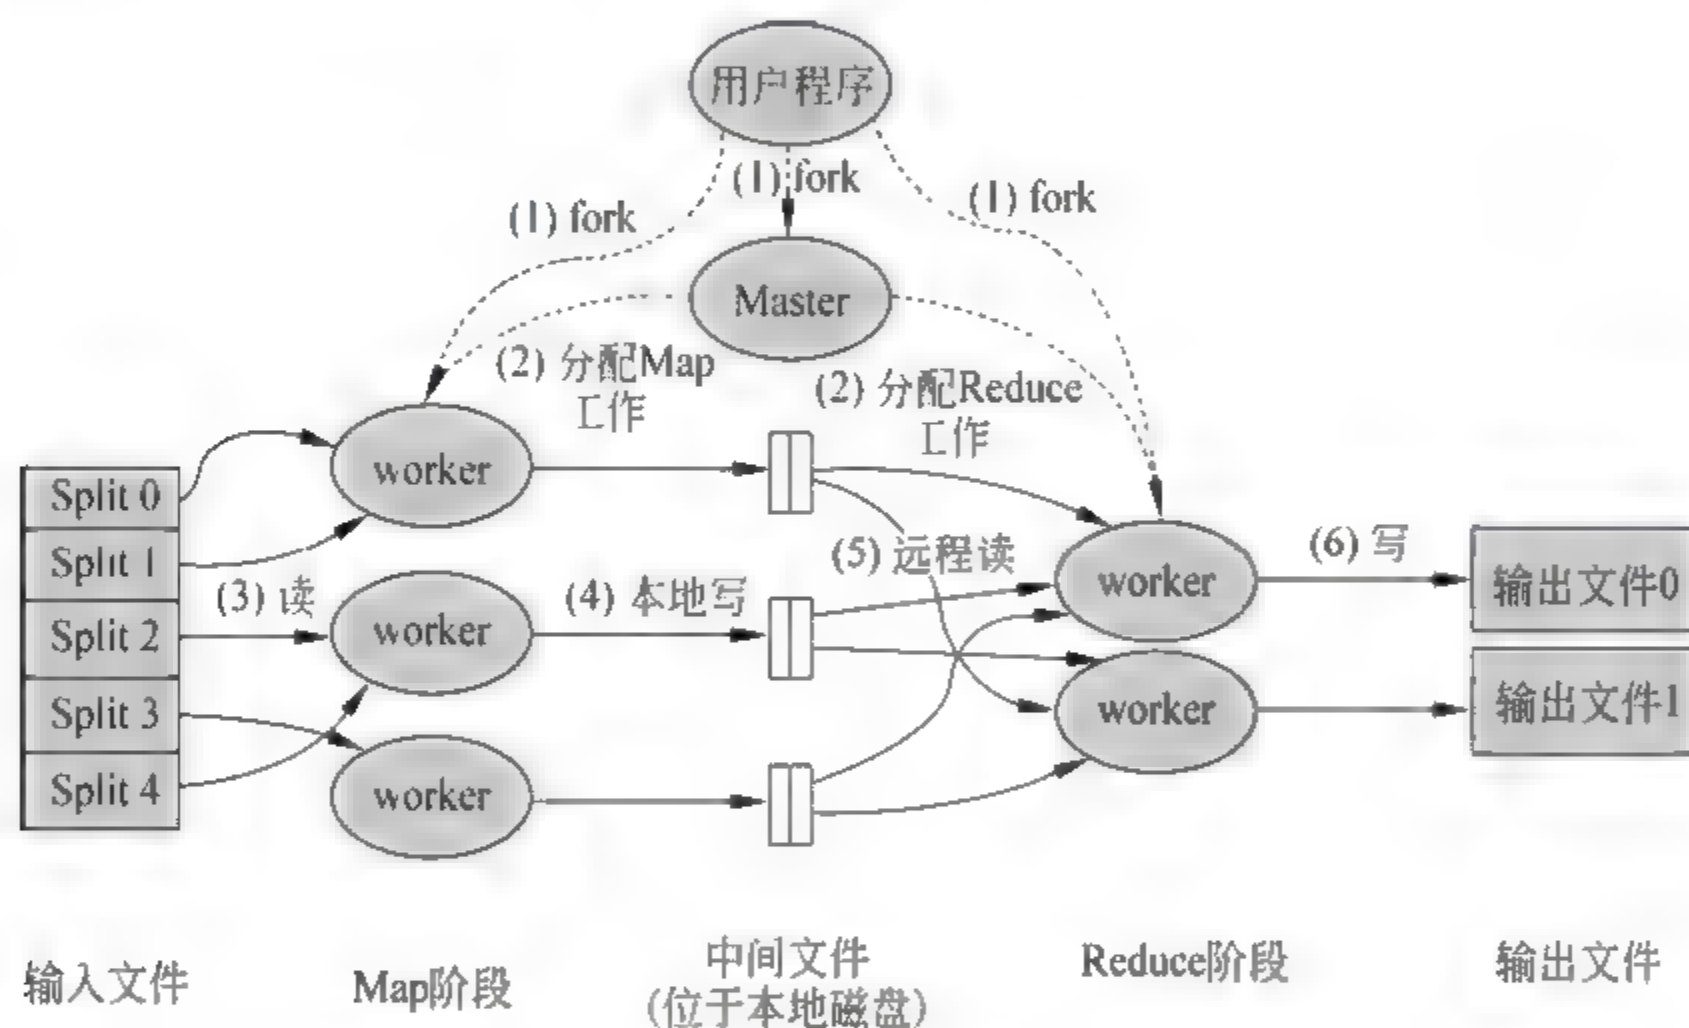 用户程序
(1) fork
(1) fork
(1) fork
Master
(2) 分配Map
工作
(2) 分配Reduce
工作
Split 0
Split 1
Split 2
Split 3
Split 4
(3) 读
worker
worker
worker
(4) 本地写
(5) 远程读
worker
worker
(6) 写
输出文件0
输出文件1
输入文件
Map阶段
中间文件
(位于本地磁盘)
Reduce阶段
输出文件